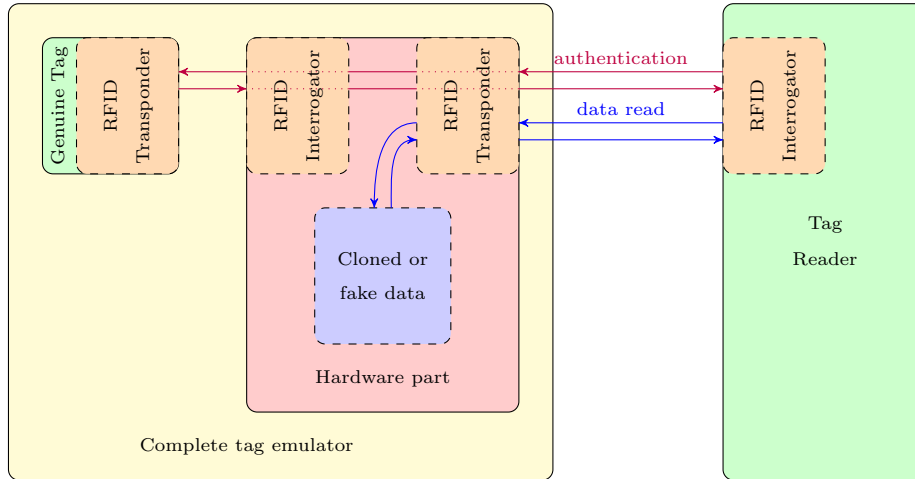 Genuine Tag
RFID
Transponder
RFID
Interrogator
RFID
Transponder
authentication
data read
RFID
Interrogator
Tag
Reader
Cloned or
fake data
Hardware part
Complete tag emulator